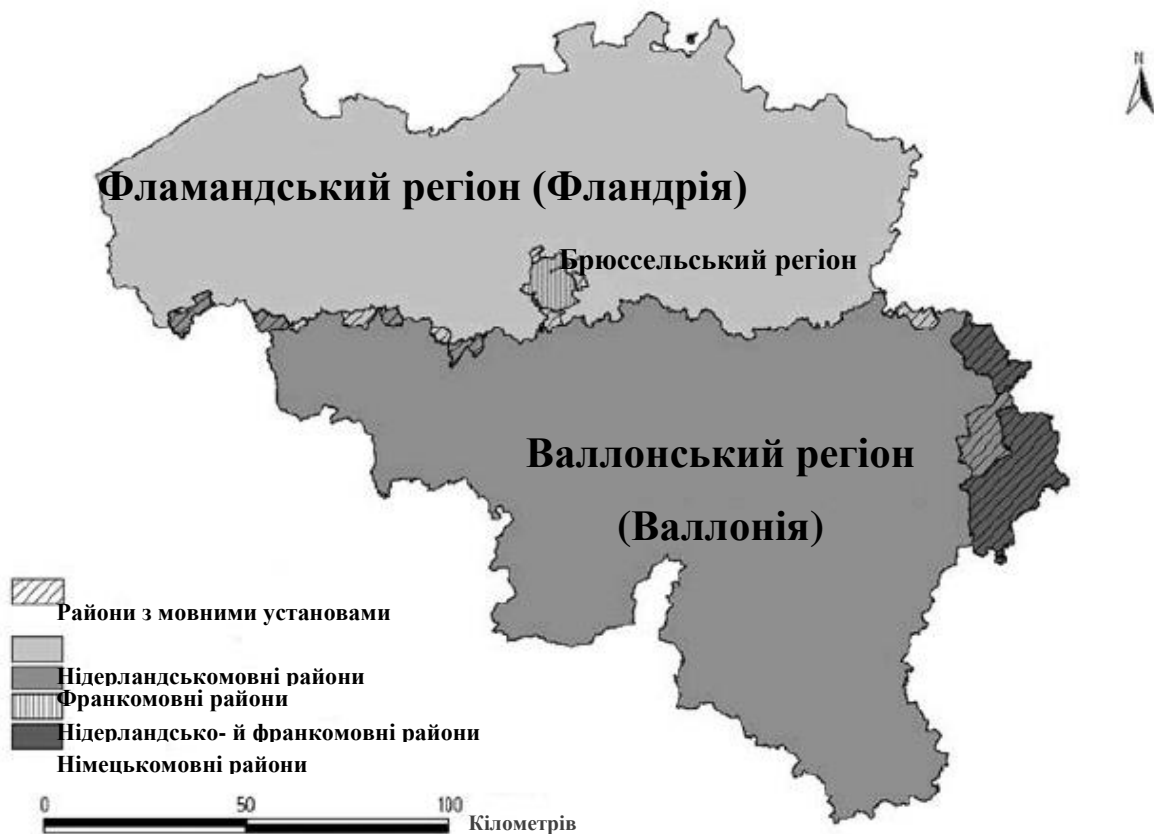 N
Фламандський регіон (Фландрія)
Брюссельський регіон
Валлонський регіон
(Валлонія)
Райони з мовними установами
Нідерландськомовні райони
Франкомовні райони
Нідерландсько- й франкомовні райони
Німецькомовні райони
0 50 100
Кілометрів